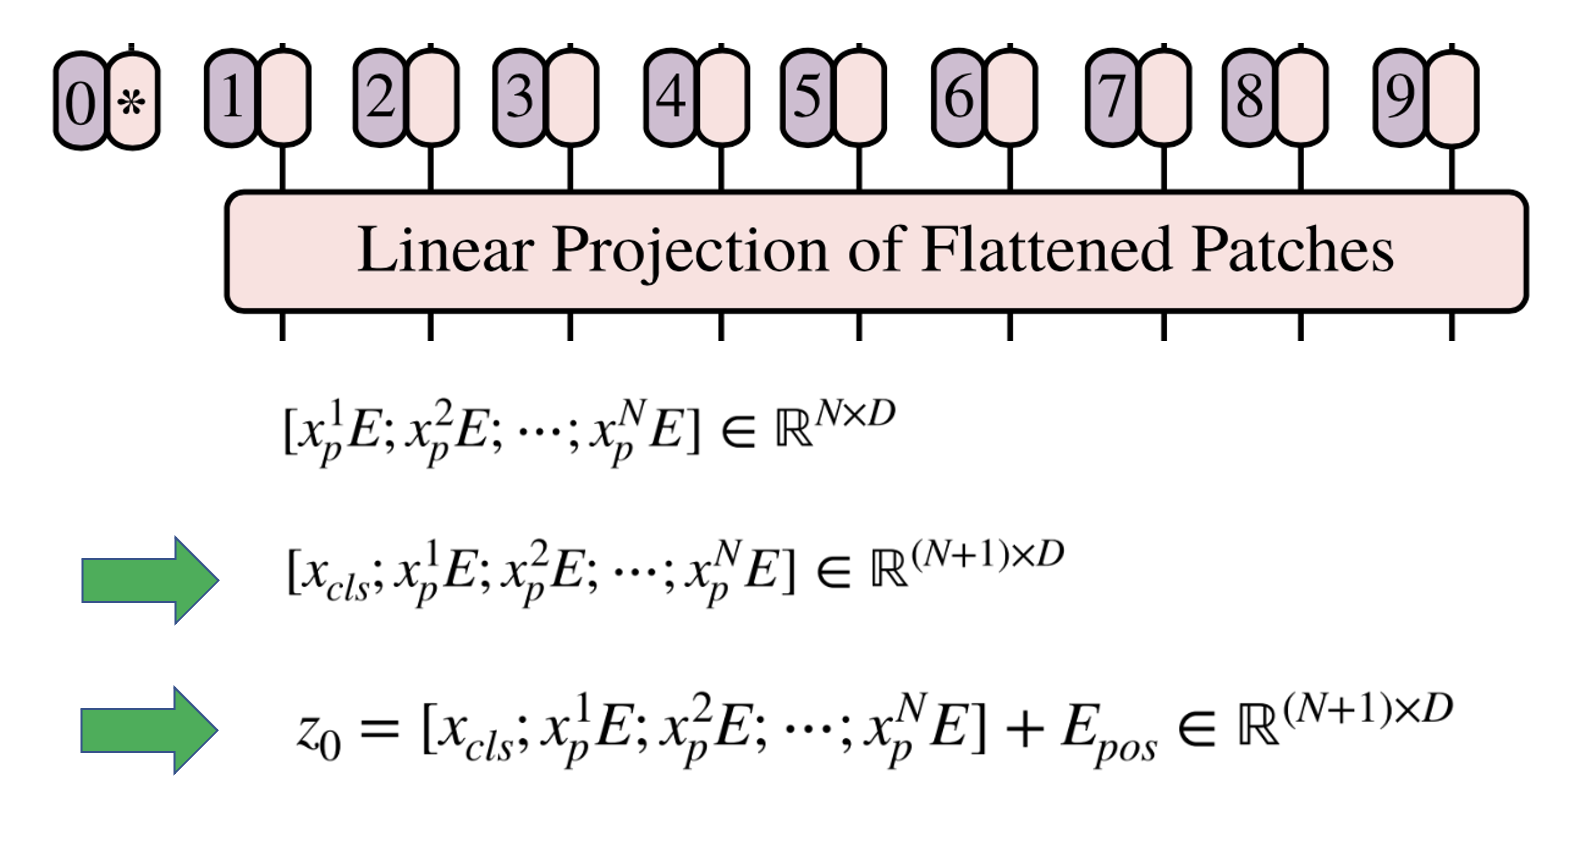 0 * 1 2 3 4 5 6 7 8 9
Linear Projection of Flattened Patches
$[x_p^1E; x_p^2E; \cdots; x_p^NE] \in \mathbb{R}^{N \times D}$
$[x_{cls}; x_p^1E; x_p^2E; \cdots; x_p^NE] \in \mathbb{R}^{(N+1) \times D}$
$z_0 = [x_{cls}; x_p^1E; x_p^2E; \cdots; x_p^NE] + E_{pos} \in \mathbb{R}^{(N+1) \times D}$